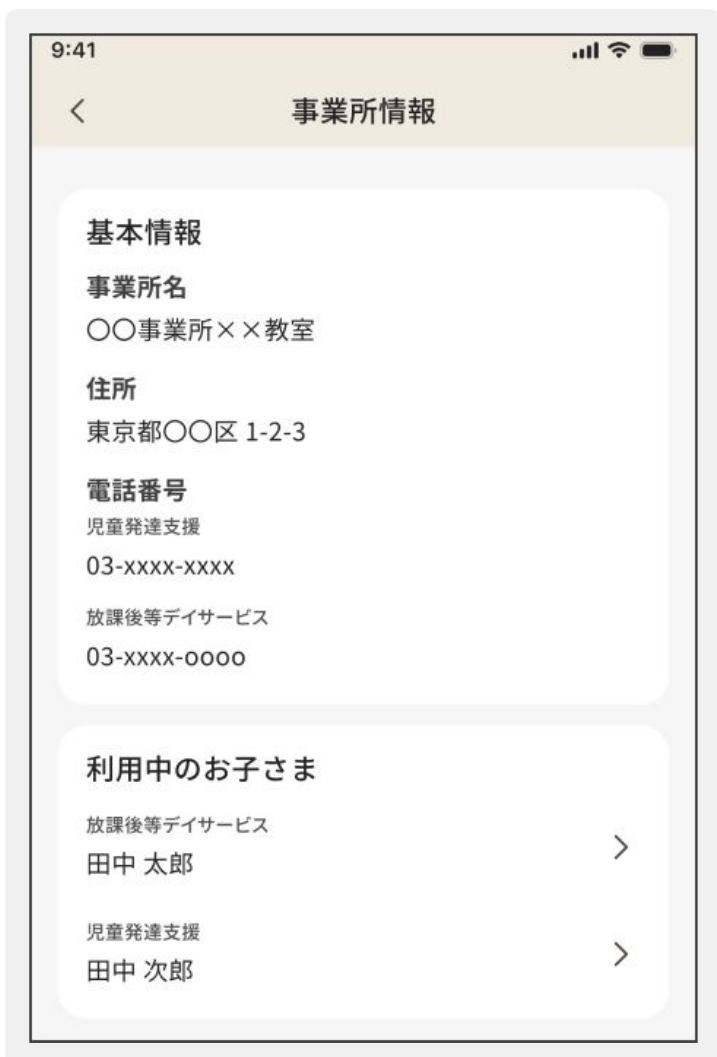 9:41
事業所情報
基本情報
事業所名
〇〇事業所××教室
住所
東京都〇〇区 1-2-3
電話番号
児童発達支援
03-xxxx-xxxx
放課後等デイサービス
03-xxxx-oooo
利用中のお子さま
放課後等デイサービス
田中 太郎
児童発達支援
田中 次郎